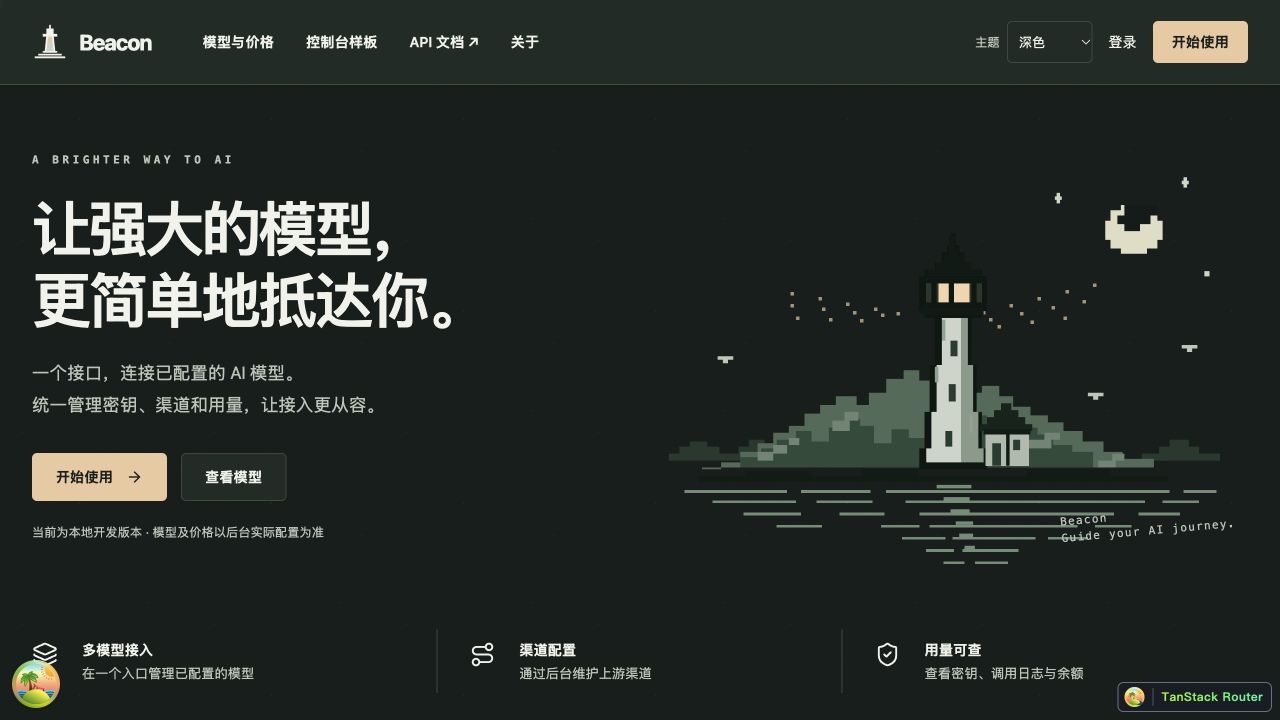 Beacon
模型与价格
控制台样板
API 文档 ↗
关于
主题
深色
登录
开始使用
A BRIGHTER WAY TO AI
让强大的模型，
更简单地抵达你。
一个接口，连接已配置的 AI 模型。
统一管理密钥、渠道和用量，让接入更从容。
开始使用 →
查看模型
当前为本地开发版本 · 模型及价格以后台实际配置为准
Beacon
Guide your AI journey.
多模型接入
在一个入口管理已配置的模型
渠道配置
通过后台维护上游渠道
用量可查
查看密钥、调用日志与余额
TanStack Router